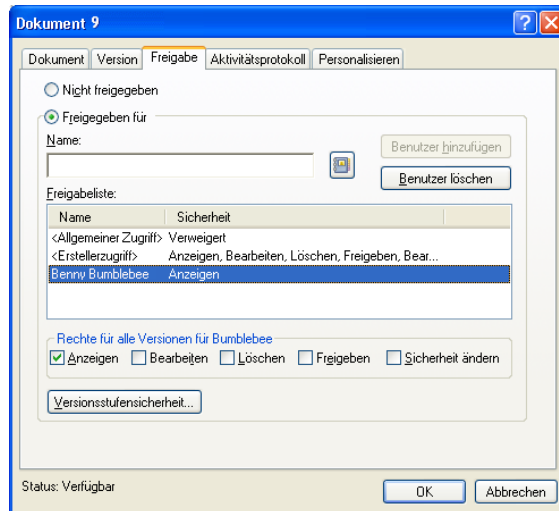 Dokument 9
Dokument Version Freigabe Aktivitätsprotokoll Personalisieren
Nicht freigegeben
Freigegeben für
Name:
Benutzer hinzufügen
Benutzer löschen
Freigabeliste:
Name Sicherheit
<Allgemeiner Zugriff> Verweigert
<Erstellerzugriff> Anzeigen, Bearbeiten, Löschen, Freigeben, Bear...
Benny Bumblebee Anzeigen
Rechte für alle Versionen für Bumblebee
Anzeigen Bearbeiten Löschen Freigeben Sicherheit ändern
Versionsstufensicherheit...
Status: Verfügbar
OK Abbrechen